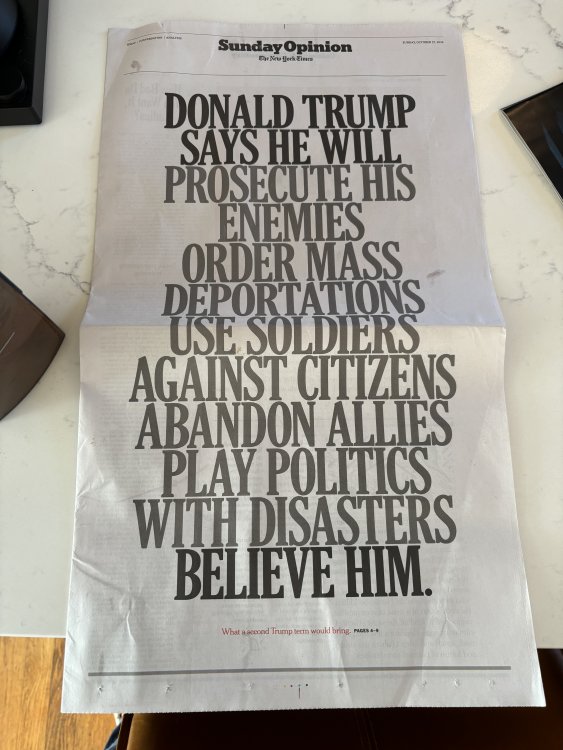 Sunday Opinion
The New York Times
DONALD TRUMP
SAYS HE WILL
PROSECUTE HIS
ENEMIES
ORDER MASS
DEPORTATIONS
USE SOLDIERS
AGAINST CITIZENS
ABANDON ALLIES
PLAY POLITICS
WITH DISASTERS
BELIEVE HIM.
What a second Trump term would bring. PAGES 4–9